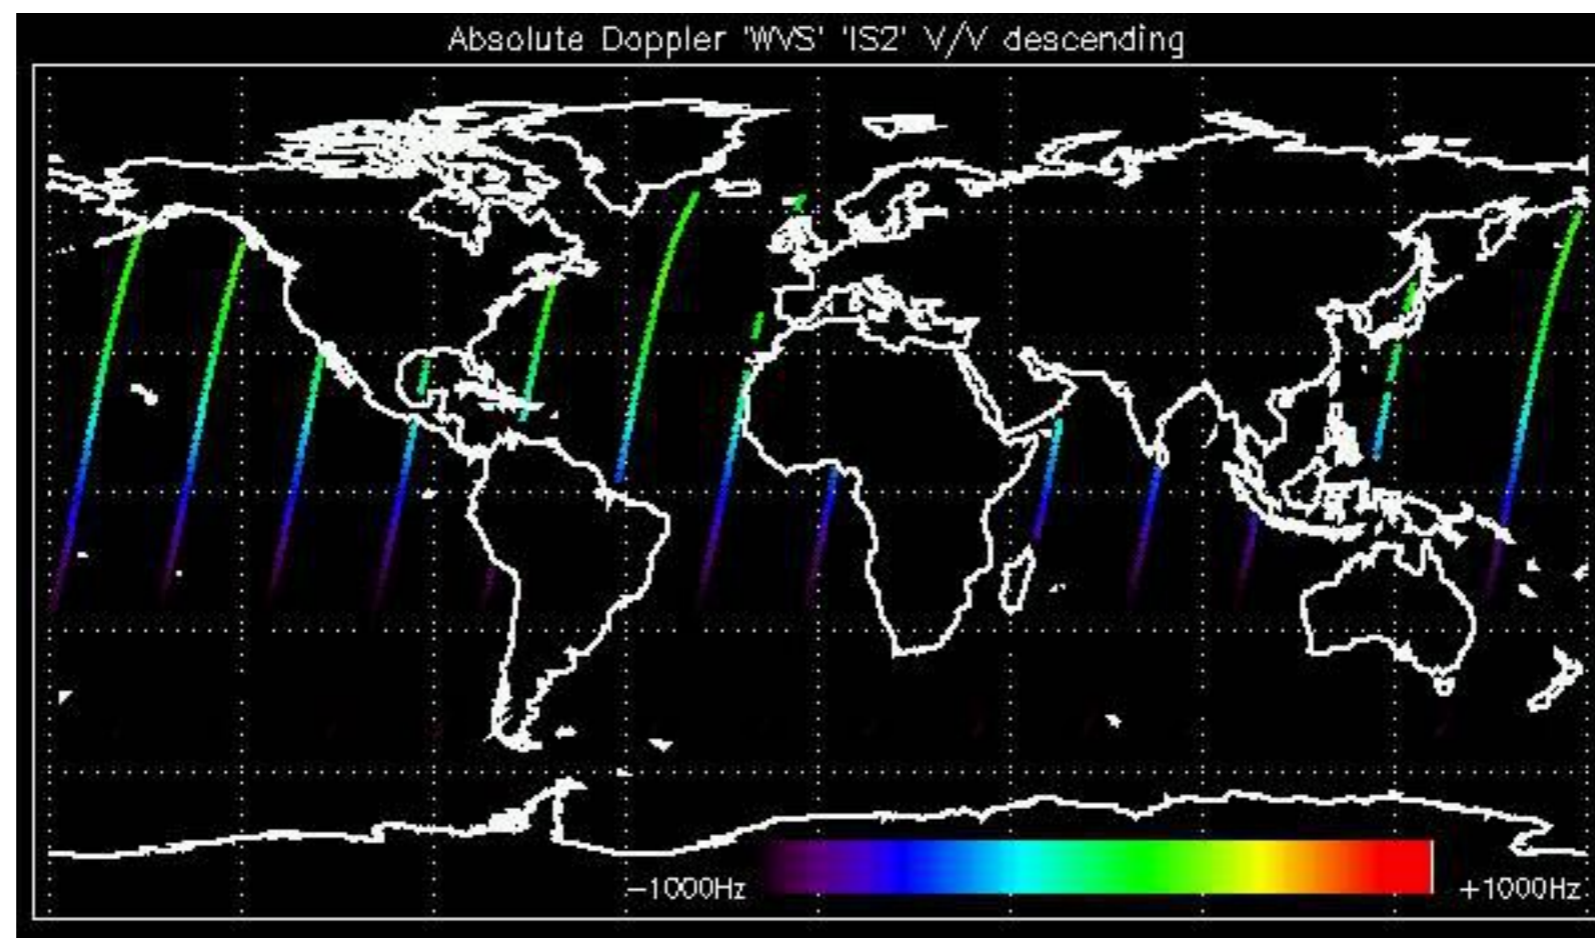 Absolute Doppler 'WVS' 'IS2' V/V descending
−1000Hz +1000Hz